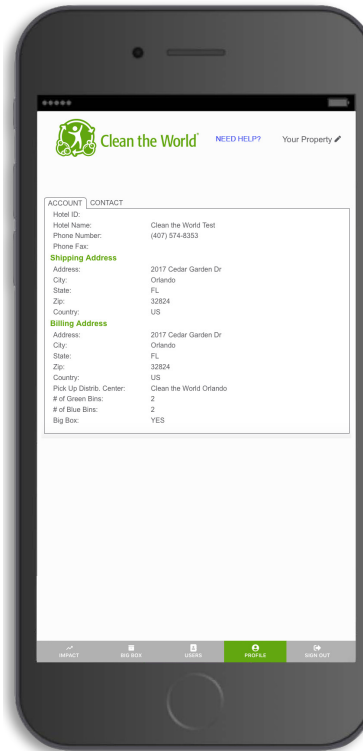 Clean the World
NEED HELP?
Your Property
ACCOUNT CONTACT
Hotel ID:
Hotel Name: Clean the World Test
Phone Number: (407) 574-8353
Phone Fax:
Shipping Address
Address: 2017 Cedar Garden Dr
City: Orlando
State: FL
Zip: 32824
Country: US
Billing Address
Address: 2017 Cedar Garden Dr
City: Orlando
State: FL
Zip: 32824
Country: US
Pick Up Distrib. Center: Clean the World Orlando
# of Green Bins: 2
# of Blue Bins: 2
Big Box: YES
IMPACT BIG BOX USERS PROFILE SIGN OUT